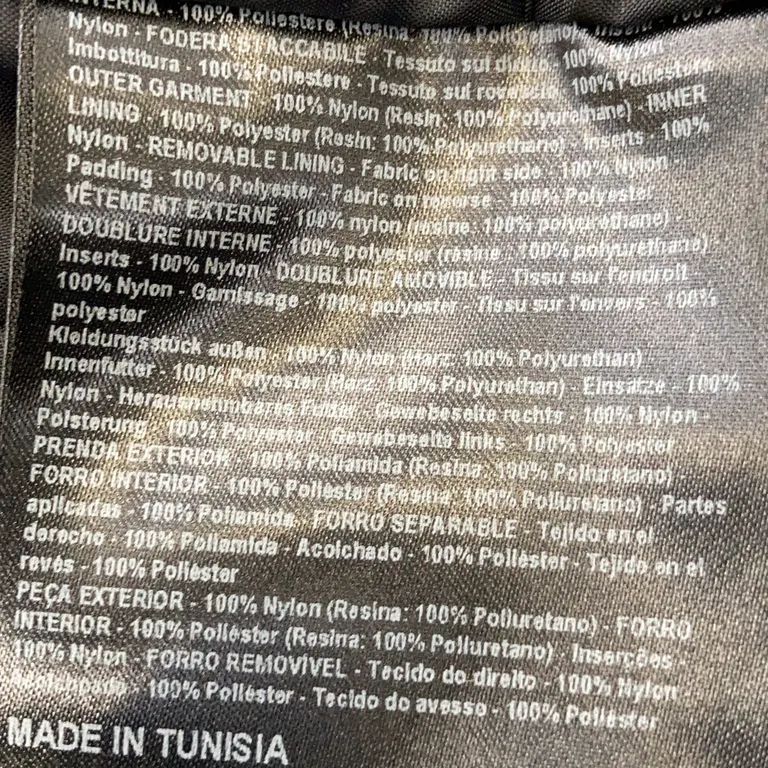 INTERNA - 100% Poliestere (Resina: 100% Poliuretano), Inserti - 100%
Nylon - FODERA STACCABILE - Tessuto sul diritto 100% Nylon -
Imbottitura - 100% Poliestere - Tessuto sul rovescio 100% Poliestere
OUTER GARMENT - 100% Nylon (Resin: 100% Polyurethane) - INNER
LINING - 100% Polyester (Resin: 100% Polyurethane) - Inserts - 100%
Nylon - REMOVABLE LINING - Fabric on right side - 100% Nylon -
Padding - 100% Polyester - Fabric on reverse - 100% Polyester
VÊTEMENT EXTERNE - 100% nylon (résine: 100% polyuréthane) -
DOUBLURE INTERNE - 100% polyester (résine : 100% polyuréthane) -
Inserts - 100% Nylon - DOUBLURE AMOVIBLE - Tissu sur l'endroit
100% Nylon - Garnissage - 100% polyester - Tissu sur l'envers - 100%
polyester
Kleidungsstück außen - 100% Nylon (Harz: 100% Polyurethan)
Innenfutter - 100% Polyester (Harz: 100% Polyurethan) - Einsätze - 100%
Nylon - Herausnehmbares Futter - Gewebeseite rechts - 100% Nylon -
Polsterung - 100% Polyester - Gewebeseite links - 100% Polyester
PRENDA EXTERIOR - 100% Poliamida (Resina: 100% Poliuretano) -
FORRO INTERIOR - 100% Poliéster (Resina: 100% Poliuretano) - Partes
aplicadas - 100% Poliamida - FORRO SEPARABLE - Tejido en el
derecho - 100% Poliamida - Acolchado - 100% Poliéster - Tejido en el
revés - 100% Poliéster
PEÇA EXTERIOR - 100% Nylon (Resina: 100% Poliuretano) - FORRO
INTERIOR - 100% Poliéster (Resina: 100% Poliuretano) , Inserções -
100% Nylon - FORRO REMOVÍVEL - Tecido do direito - 100% Nylon
Acolchoado - 100% Poliéster - Tecido do avesso - 100% Poliéster
MADE IN TUNISIA